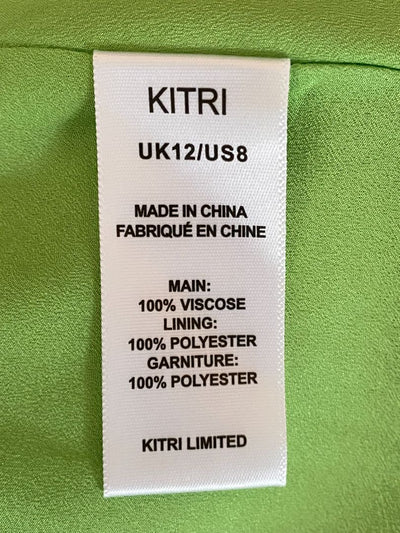 KITRI
UK12/US8
MADE IN CHINA
FABRIQUÉ EN CHINE
MAIN:
100% VISCOSE
LINING:
100% POLYESTER
GARNITURE:
100% POLYESTER
KITRI LIMITED